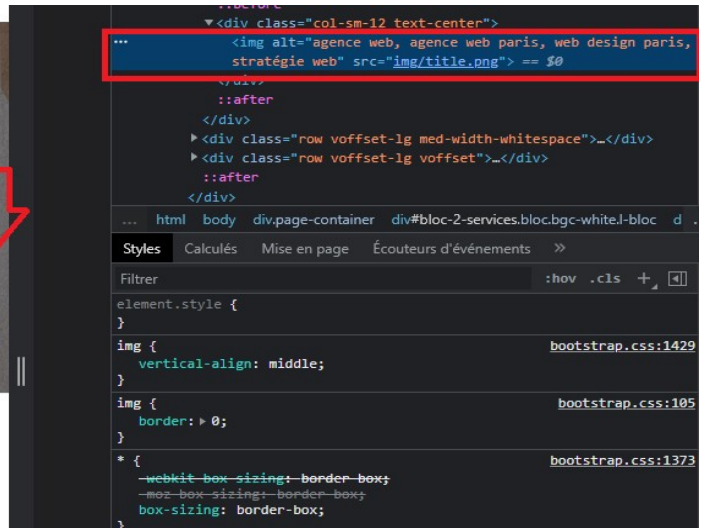 ::before
▼<div class="col-sm-12 text-center">
••• <img alt="agence web, agence web paris, web design paris,
stratégie web" src="img/title.png"> == $0
</div>
::after
</div>
▶<div class="row voffset-lg med-width-whitespace">…</div>
▶<div class="row voffset-lg voffset">…</div>
::after
</div>
... html body div.page-container div#bloc-2-services.bloc.bgc-white.l-bloc d .
Styles Calculés Mise en page Écouteurs d'événements »
Filtrer :hov .cls +
element.style {
}
img { bootstrap.css:1429
vertical-align: middle;
}
img { bootstrap.css:105
border: ▶ 0;
}
* { bootstrap.css:1373
-webkit-box-sizing: border-box;
-moz-box-sizing: border-box;
box-sizing: border-box;
}